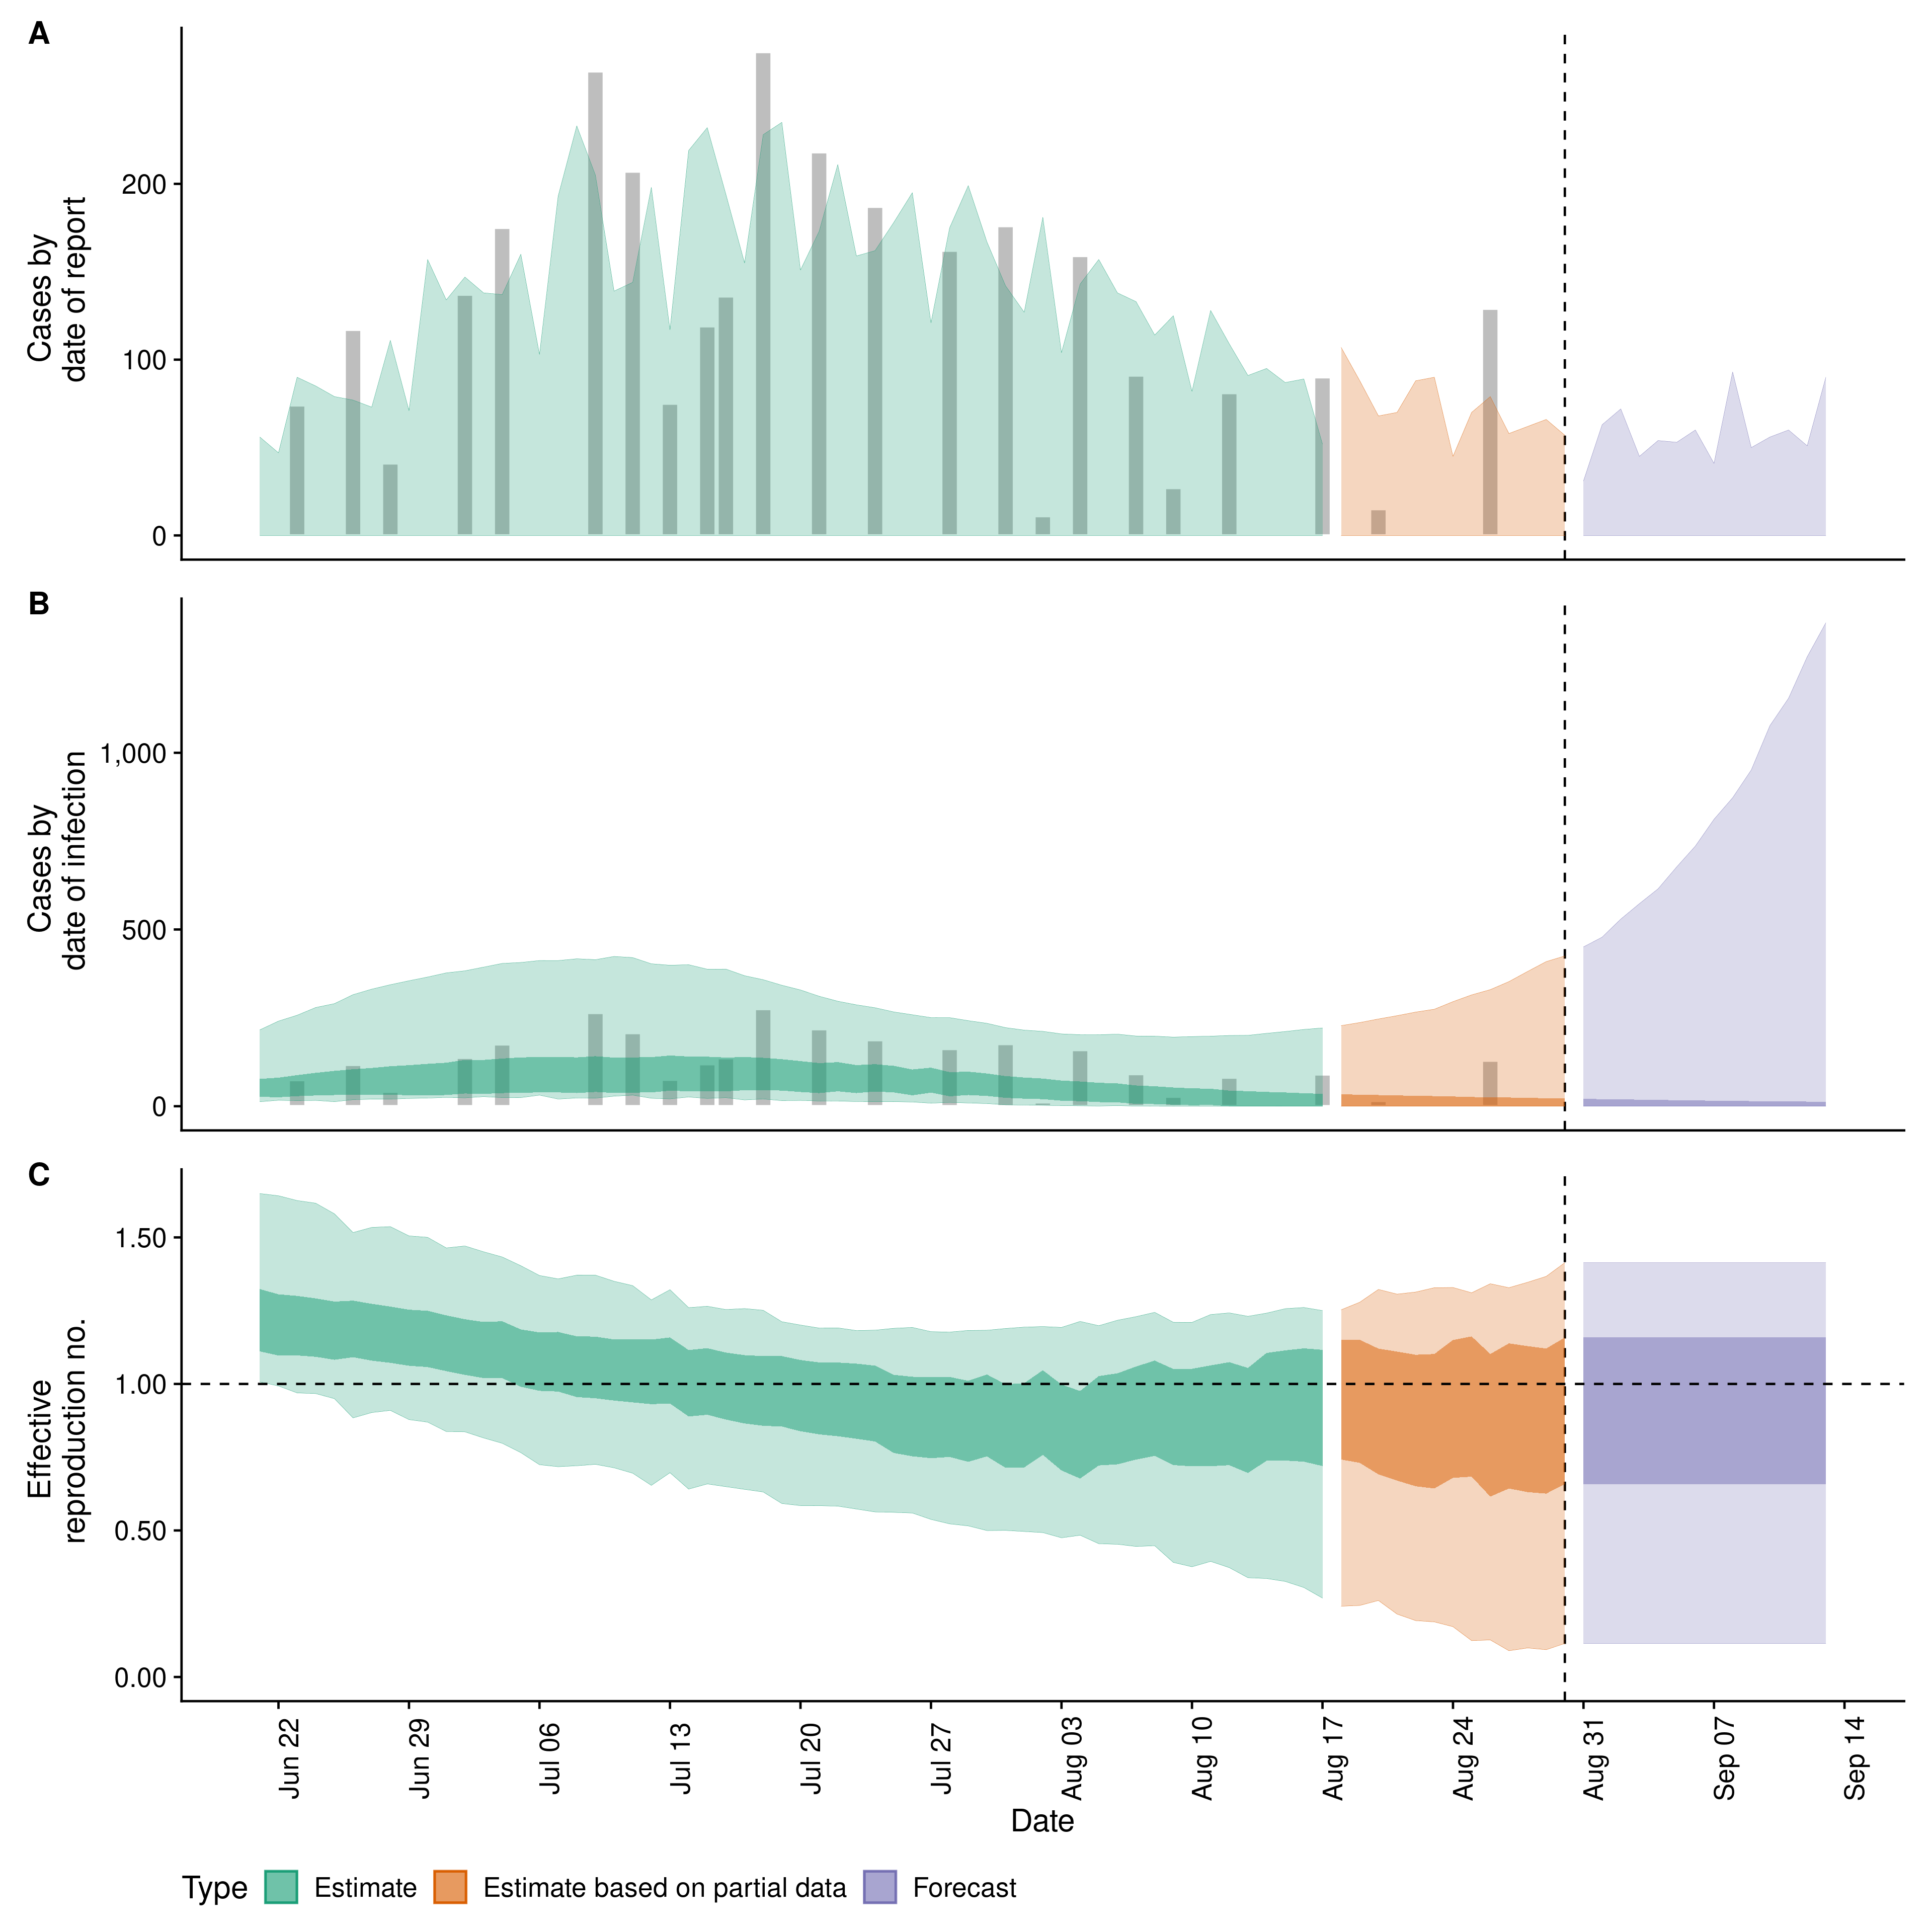 A
Cases by
date of report
200
100
0
B
Cases by
date of infection
1,000
500
0
C
Effective
reproduction no.
1.50
1.00
0.50
0.00
Jun 22
Jun 29
Jul 06
Jul 13
Jul 20
Jul 27
Aug 03
Aug 10
Aug 17
Aug 24
Aug 31
Sep 07
Sep 14
Date
Type Estimate Estimate based on partial data Forecast